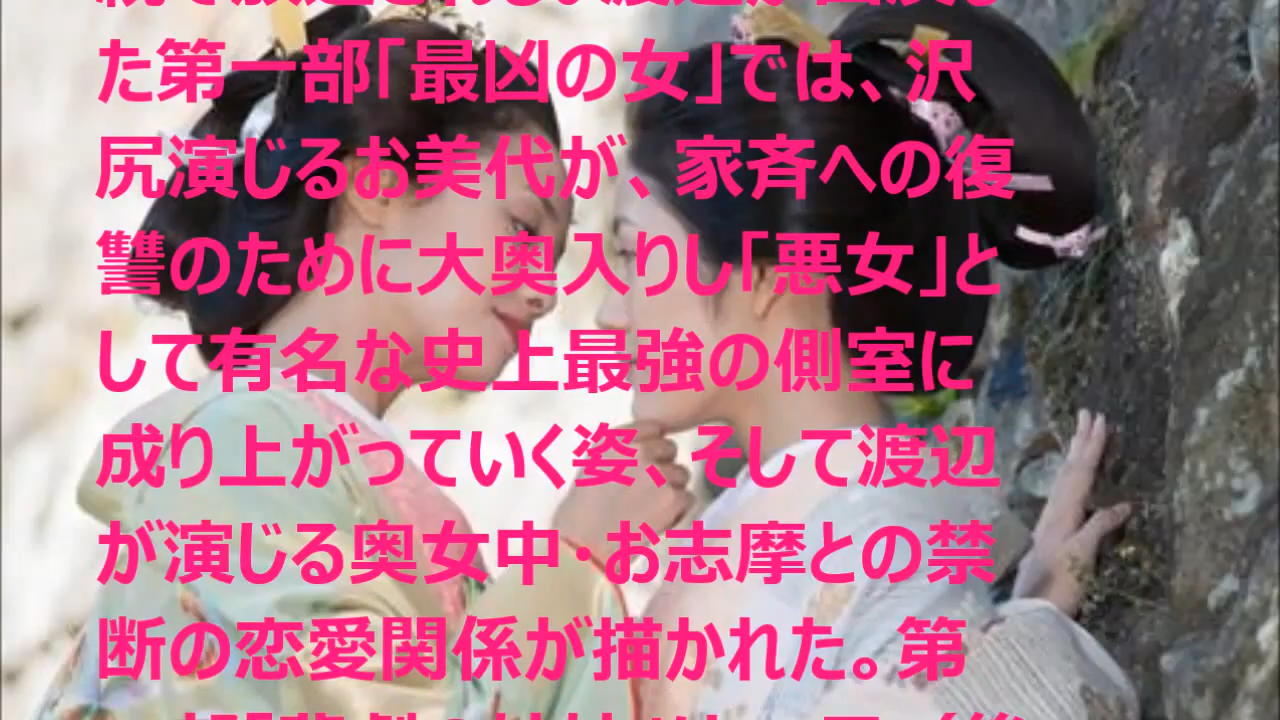 た第一部「最凶の女」では、沢
尻演じるお美代が、家斉への復
讐のために大奥入りし「悪女」と
して有名な史上最強の側室に
成り上がっていく姿、そして渡辺
が演じる奥女中・お志摩との禁
断の恋愛関係が描かれた。第